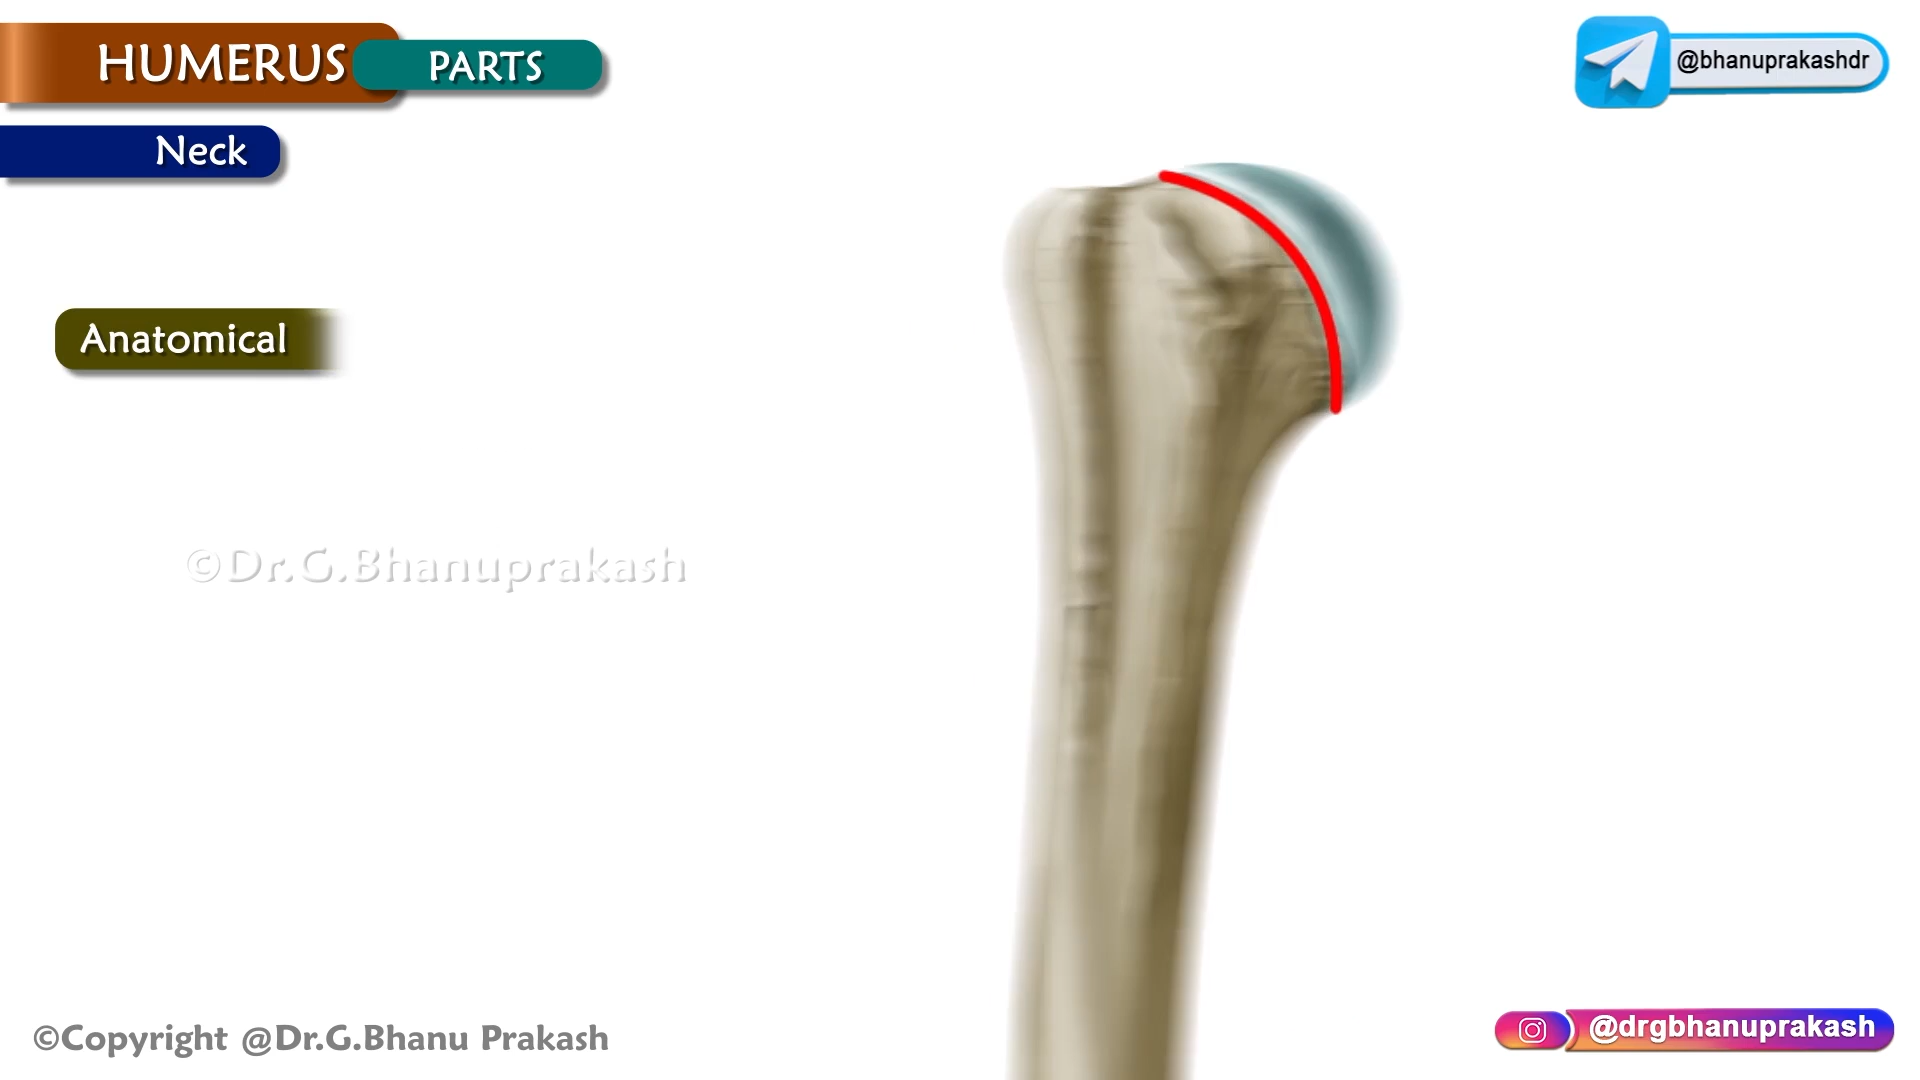 HUMERUS
PARTS
@bhanuprakashdr
Neck
Anatomical
©Dr.G.Bhanuprakash
©Copyright @Dr.G.Bhanu Prakash
@drgbhanuprakash